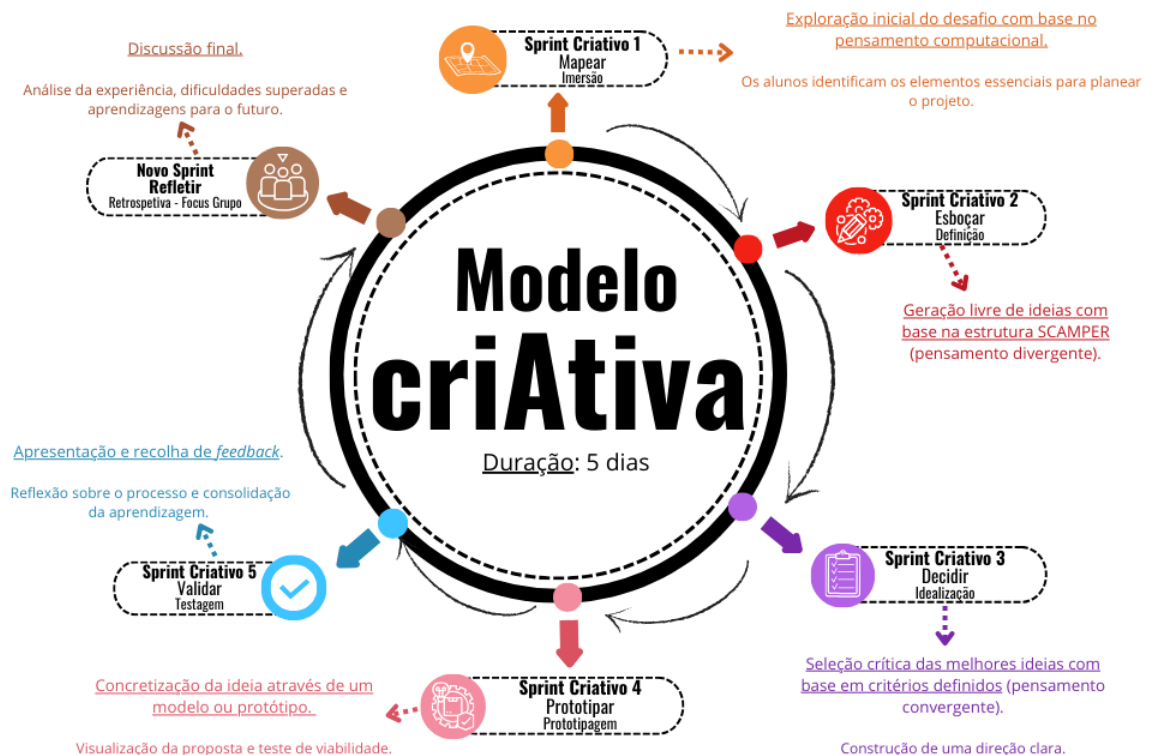 Modelo
criAtiva
Duração: 5 dias
Sprint Criativo 1
Mapear
Imersão
Exploração inicial do desafio com base no
pensamento computacional.
Os alunos identificam os elementos essenciais para planear
o projeto.
Sprint Criativo 2
Esboçar
Definição
Geração livre de ideias com
base na estrutura SCAMPER
(pensamento divergente).
Sprint Criativo 3
Decidir
Idealização
Seleção crítica das melhores ideias com
base em critérios definidos (pensamento
convergente).
Construção de uma direção clara.
Sprint Criativo 4
Prototipar
Prototipagem
Concretização da ideia através de um
modelo ou protótipo.
Visualização da proposta e teste de viabilidade.
Sprint Criativo 5
Validar
Testagem
Apresentação e recolha de feedback.
Reflexão sobre o processo e consolidação
da aprendizagem.
Novo Sprint
Refletir
Retrospetiva - Focus Grupo
Discussão final.
Análise da experiência, dificuldades superadas e
aprendizagens para o futuro.